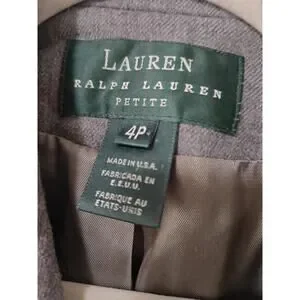 LAUREN
RALPH LAUREN
PETITE
4P
MADE IN U.S.A.
FABRICADA EN
E.E.U.U.
FABRIQUE AU
ETATS-UNIS